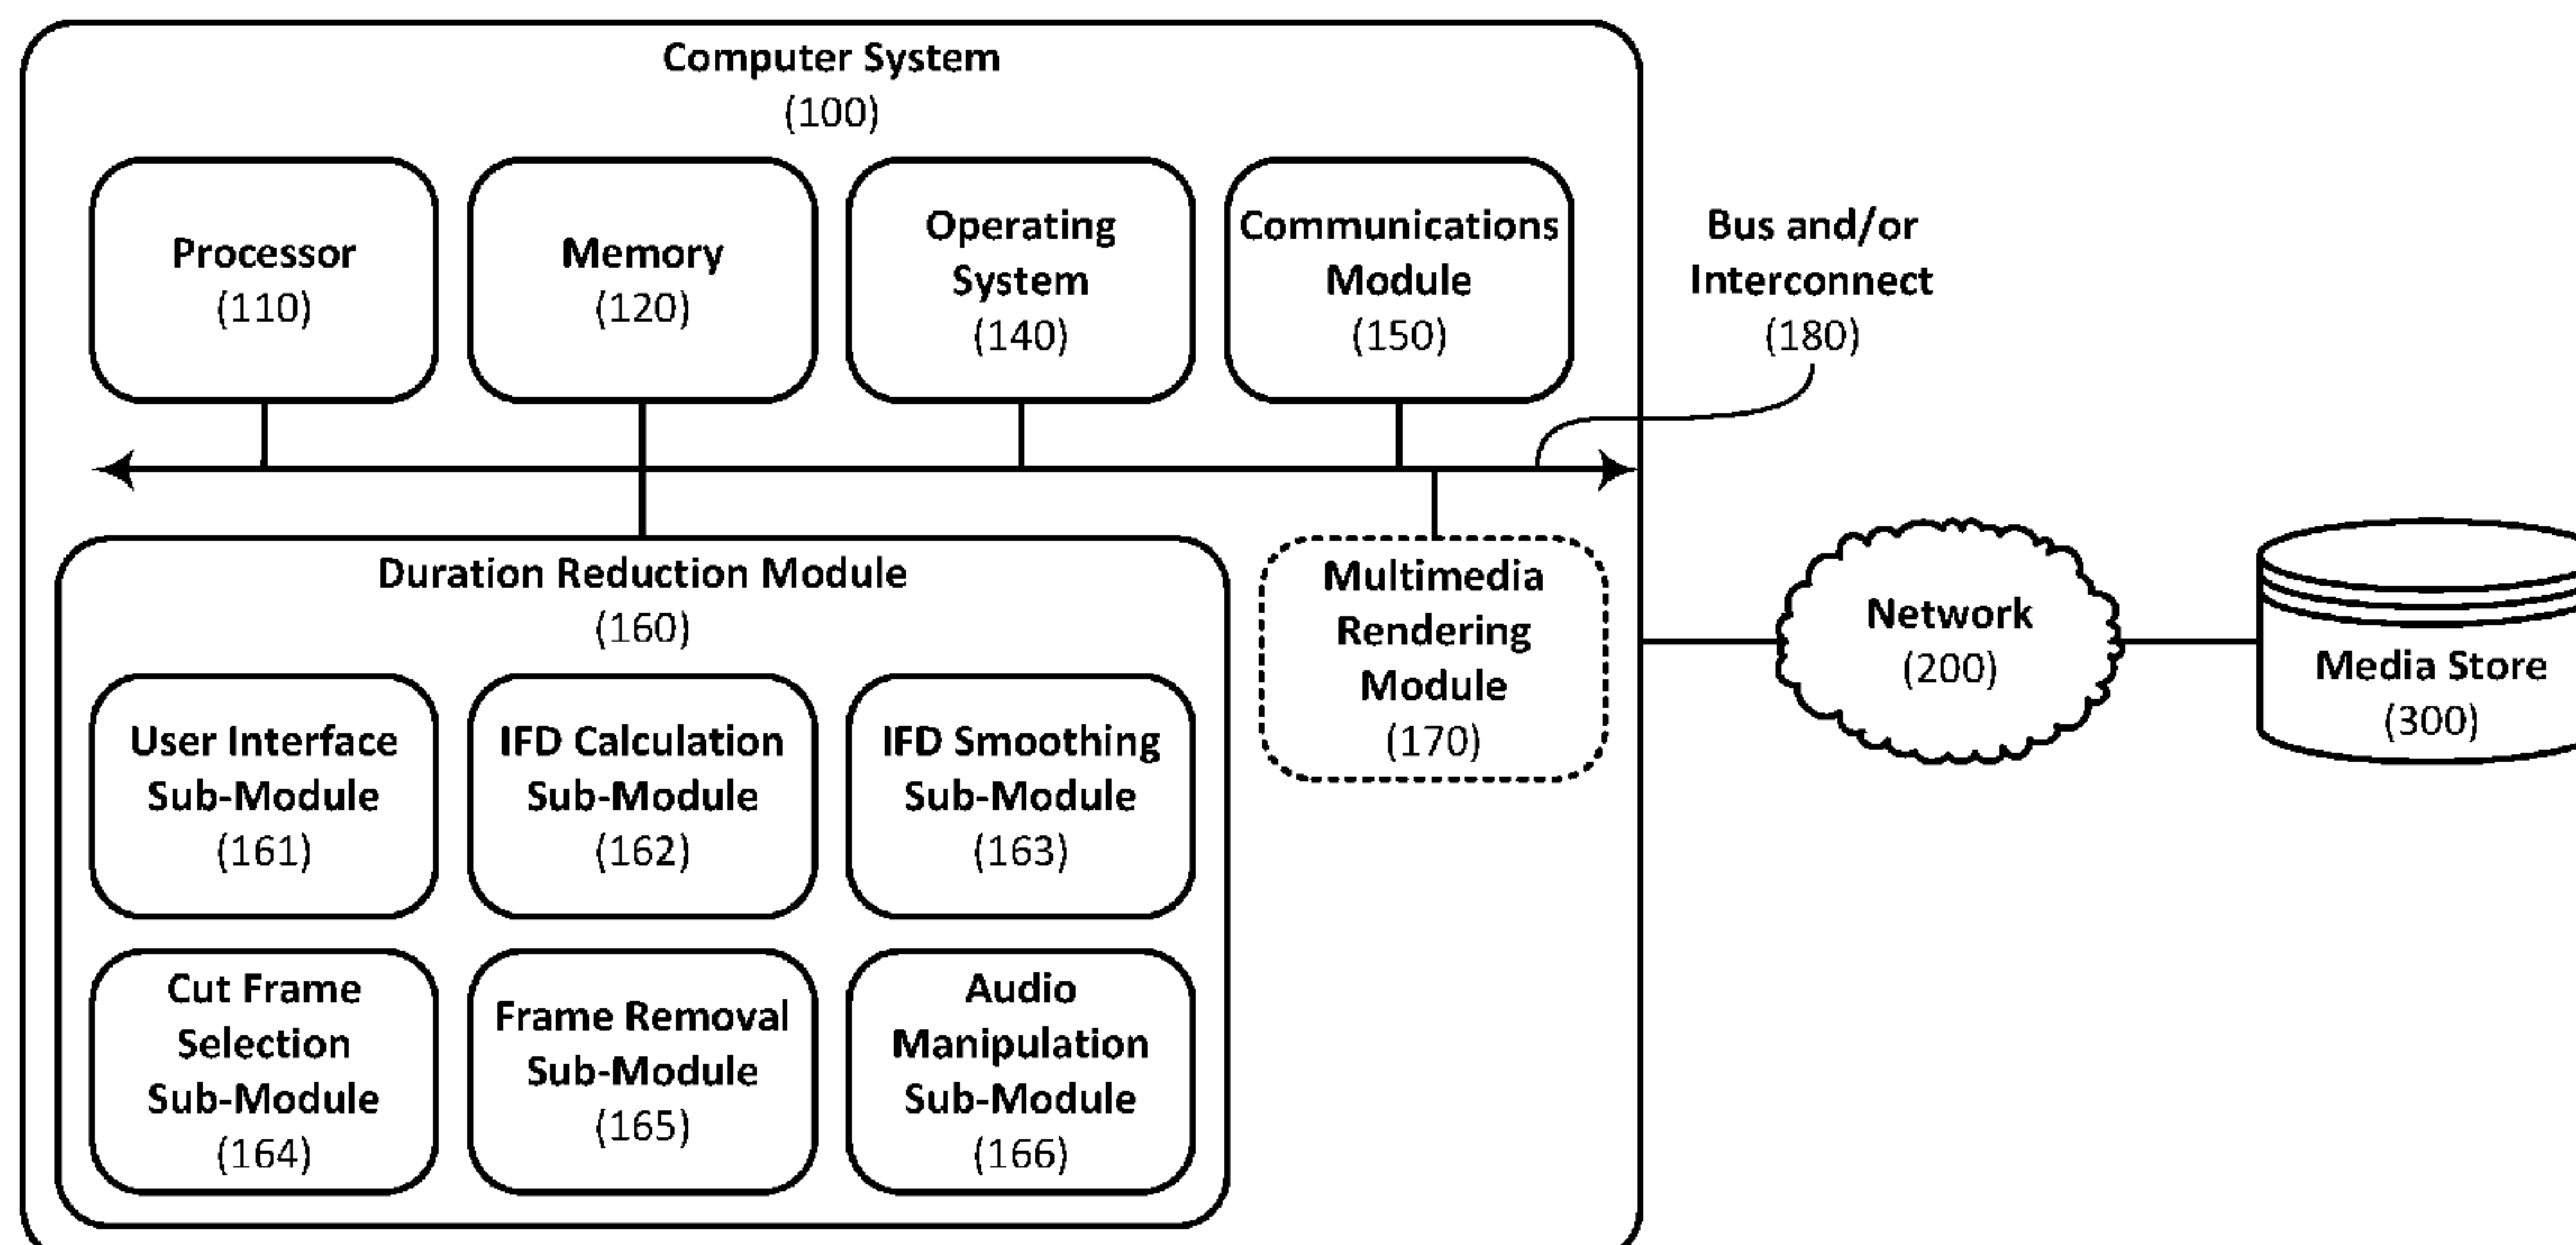 Computer System
(100)
Processor
(110)
Memory
(120)
Operating
System
(140)
Communications
Module
(150)
Bus and/or
Interconnect
(180)
Duration Reduction Module
(160)
User Interface
Sub-Module
(161)
IFD Calculation
Sub-Module
(162)
IFD Smoothing
Sub-Module
(163)
Cut Frame
Selection
Sub-Module
(164)
Frame Removal
Sub-Module
(165)
Audio
Manipulation
Sub-Module
(166)
Multimedia
Rendering
Module
(170)
Network
(200)
Media Store
(300)